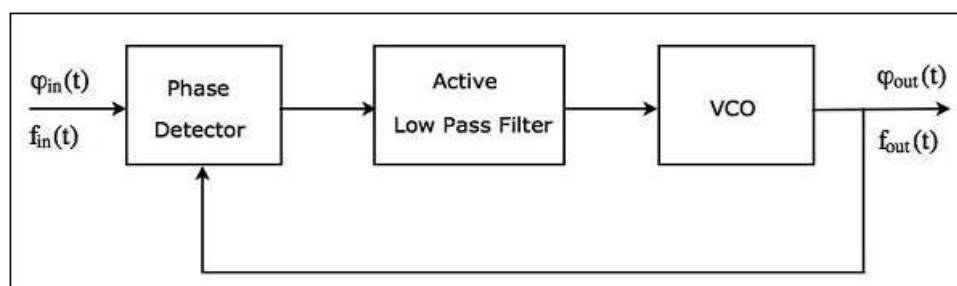 φin(t)
fin(t)
Phase
Detector
Active
Low Pass Filter
VCO
φout(t)
fout(t)